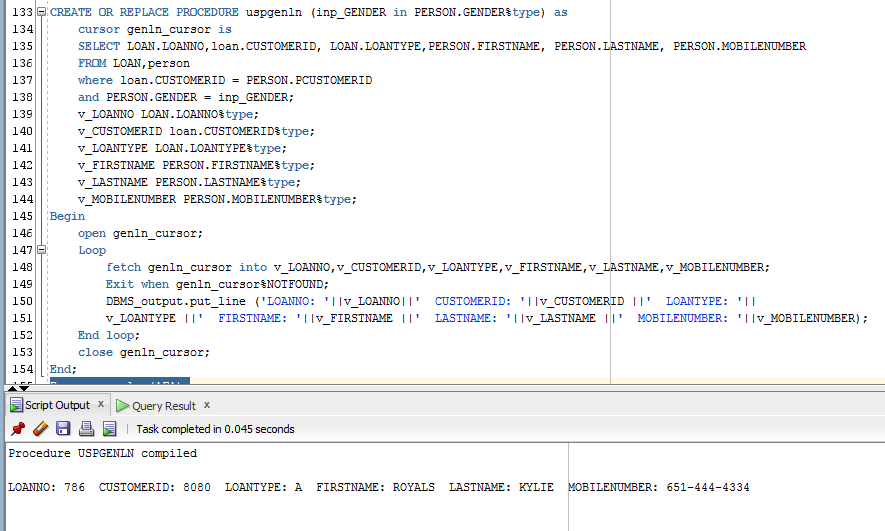 133 CREATE OR REPLACE PROCEDURE uspgenln (inp_GENDER in PERSON.GENDER%type) as
134 cursor genln_cursor is
135 SELECT LOAN.LOANNO,loan.CUSTOMERID, LOAN.LOANTYPE,PERSON.FIRSTNAME, PERSON.LASTNAME, PERSON.MOBILENUMBER
136 FROM LOAN,person
137 where loan.CUSTOMERID = PERSON.PCUSTOMERID
138 and PERSON.GENDER = inp_GENDER;
139 v_LOANNO LOAN.LOANNO%type;
140 v_CUSTOMERID loan.CUSTOMERID%type;
141 v_LOANTYPE LOAN.LOANTYPE%type;
142 v_FIRSTNAME PERSON.FIRSTNAME%type;
143 v_LASTNAME PERSON.LASTNAME%type;
144 v_MOBILENUMBER PERSON.MOBILENUMBER%type;
145 Begin
146 open genln_cursor;
147 Loop
148 fetch genln_cursor into v_LOANNO,v_CUSTOMERID,v_LOANTYPE,v_FIRSTNAME,v_LASTNAME,v_MOBILENUMBER;
149 Exit when genln_cursor%NOTFOUND;
150 DBMS_output.put_line ('LOANNO: '||v_LOANNO||'  CUSTOMERID: '||v_CUSTOMERID ||'  LOANTYPE: '||
151 v_LOANTYPE ||'  FIRSTNAME: '||v_FIRSTNAME ||'  LASTNAME: '||v_LASTNAME ||'  MOBILENUMBER: '||v_MOBILENUMBER);
152 End loop;
153 close genln_cursor;
154 End;
Script Output x Query Result x
Task completed in 0.045 seconds
Procedure USPGENLN compiled
LOANNO: 786  CUSTOMERID: 8080  LOANTYPE: A  FIRSTNAME: ROYALS  LASTNAME: KYLIE  MOBILENUMBER: 651-444-4334